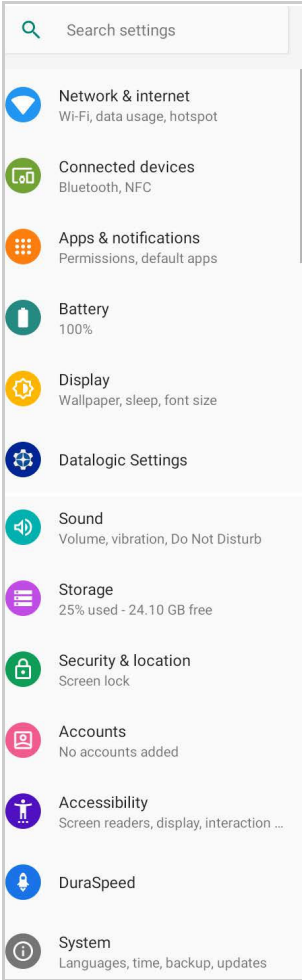 Search settings
Network & internet
Wi-Fi, data usage, hotspot
Connected devices
Bluetooth, NFC
Apps & notifications
Permissions, default apps
Battery
100%
Display
Wallpaper, sleep, font size
Datalogic Settings
Sound
Volume, vibration, Do Not Disturb
Storage
25% used - 24.10 GB free
Security & location
Screen lock
Accounts
No accounts added
Accessibility
Screen readers, display, interaction ...
DuraSpeed
System
Languages, time, backup, updates